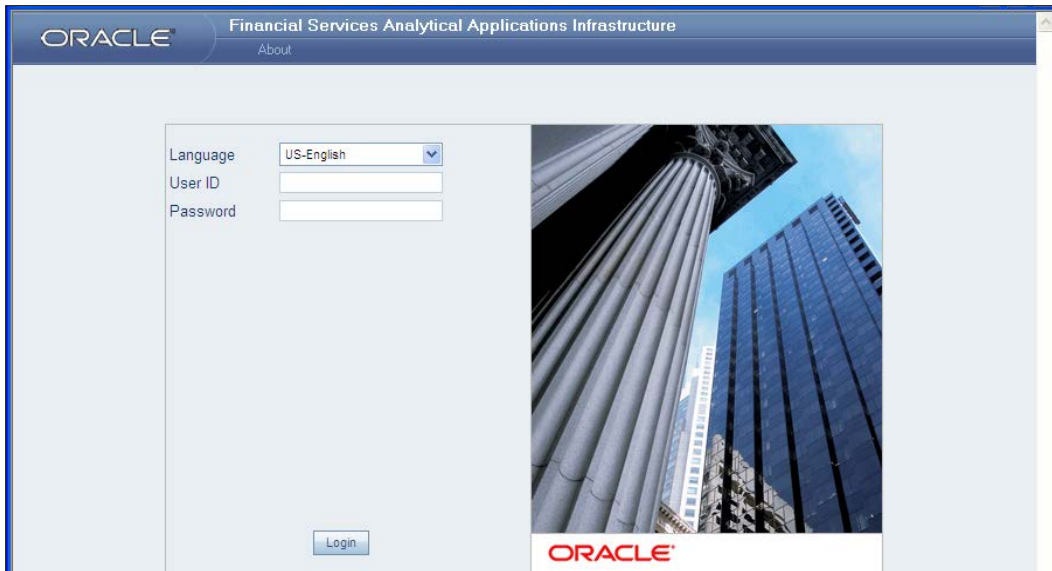 ORACLE®
Financial Services Analytical Applications Infrastructure
About
Language
US-English
User ID
Password
Login
ORACLE®